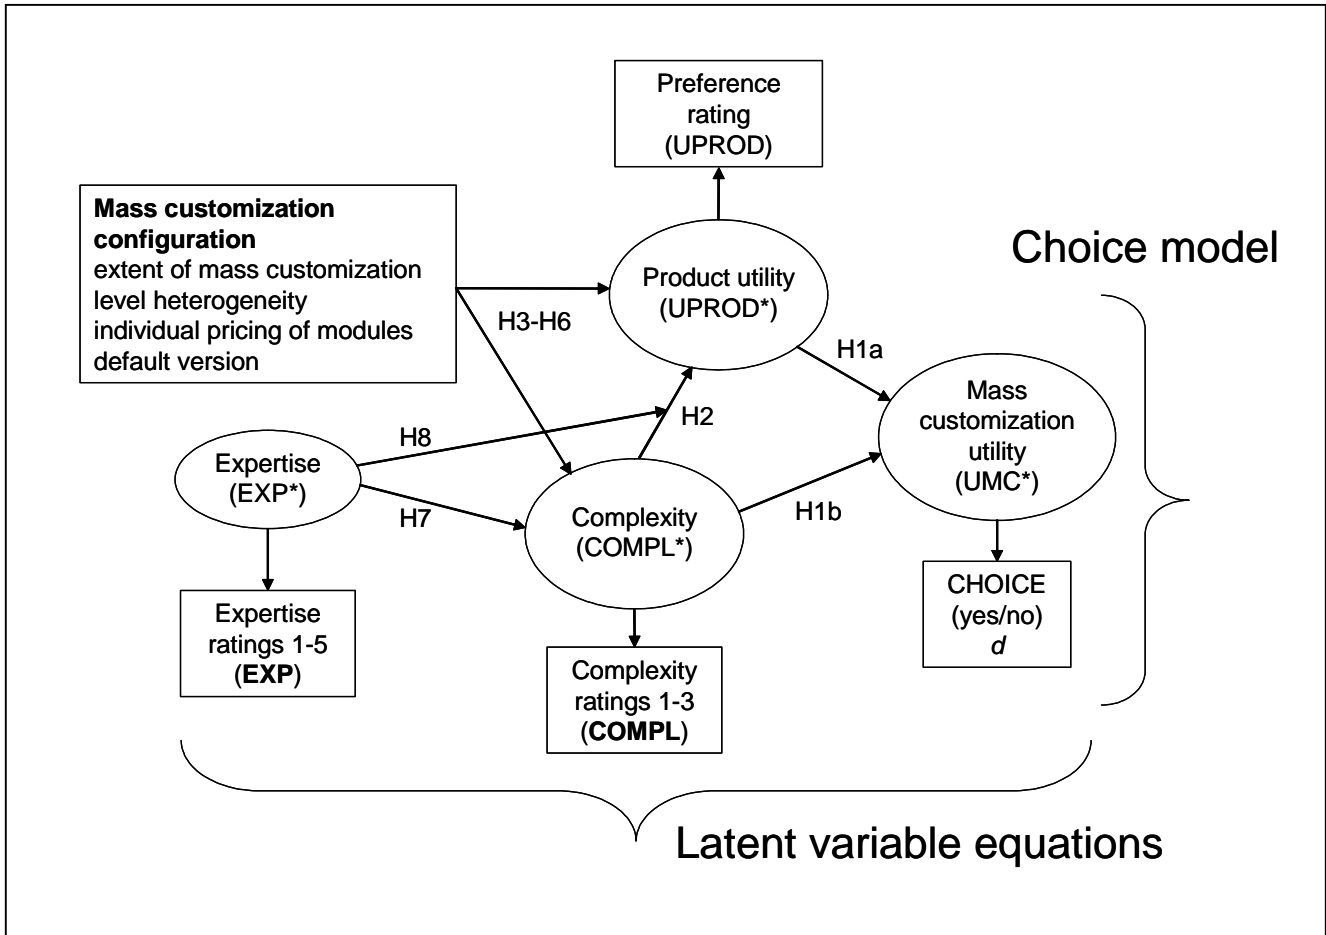 Preference
rating
(UPROD)
Mass customization
configuration
extent of mass customization
level heterogeneity
individual pricing of modules
default version
Choice model
Product utility
(UPROD*)
H3-H6
H1a
H2
Mass
customization
utility
(UMC*)
H8
Expertise
(EXP*)
H7
Complexity
(COMPL*)
H1b
Expertise
ratings 1-5
(EXP)
CHOICE
(yes/no)
d
Complexity
ratings 1-3
(COMPL)
Latent variable equations